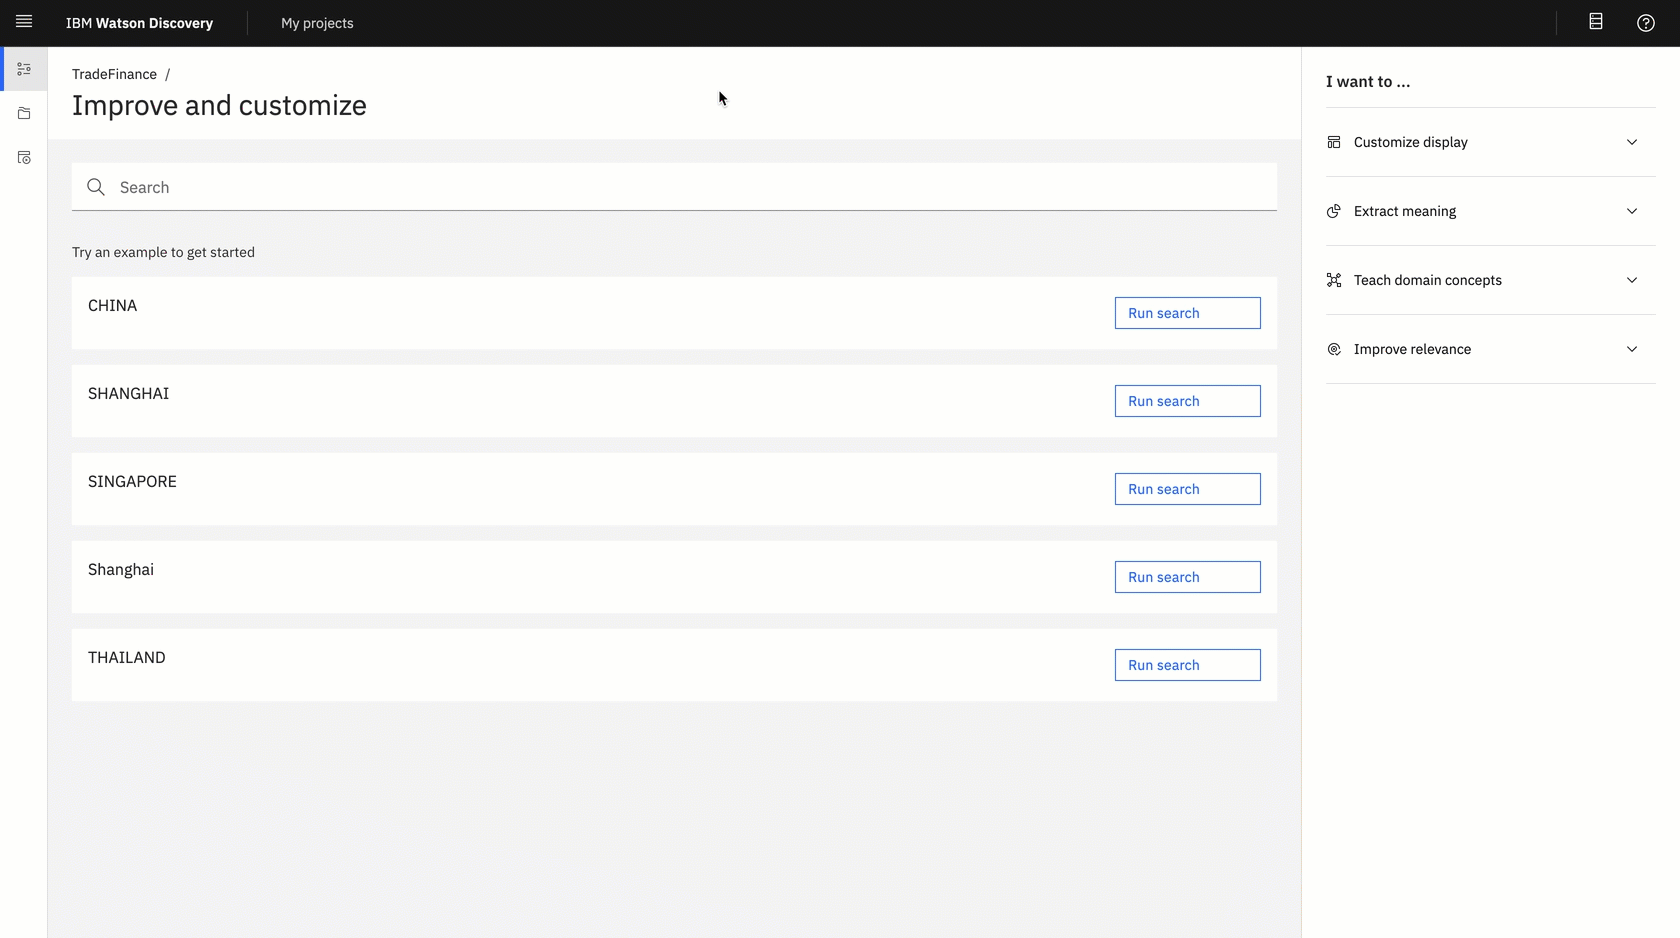 IBM Watson Discovery
My projects
TradeFinance /
Improve and customize
Search
Try an example to get started
CHINA
Run search
SHANGHAI
Run search
SINGAPORE
Run search
Shanghai
Run search
THAILAND
Run search
I want to ...
Customize display
Extract meaning
Teach domain concepts
Improve relevance